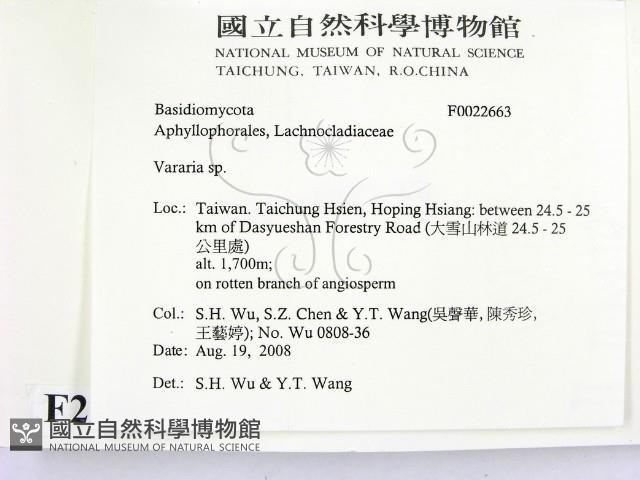 國立自然科學博物館
NATIONAL MUSEUM OF NATURAL SCIENCE
TAICHUNG, TAIWAN, R.O.CHINA
Basidiomycota F0022663
Aphyllophorales, Lachnocladiaceae
Vararia sp.
Loc.: Taiwan. Taichung Hsien, Hoping Hsiang: between 24.5 - 25
km of Dasyueshan Forestry Road (大雪山林道 24.5 - 25
公里處)
alt. 1,700m;
on rotten branch of angiosperm
Col.: S.H. Wu, S.Z. Chen & Y.T. Wang(吳聲華, 陳秀珍,
王藝婷); No. Wu 0808-36
Date: Aug. 19, 2008
Det.: S.H. Wu & Y.T. Wang
F2
國立自然科學博物館
NATIONAL MUSEUM OF NATURAL SCIENCE